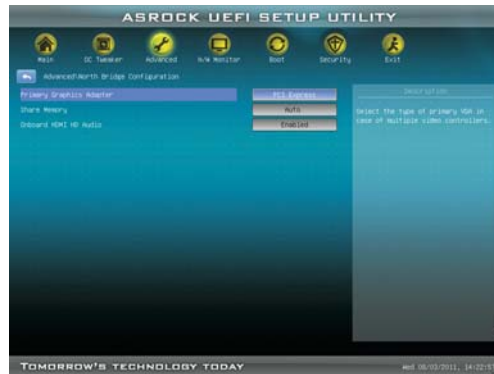 ASROCK UEFI SETUP UTILITY
Main OC Tweaker Advanced H/W Monitor Boot Security Exit
Advanced\North Bridge Configuration
Primary Graphics Adapter PCI Express
Share Memory Auto
Onboard HDMI HD Audio Enabled
Description
Select the type of primary VGA in
case of multiple video controllers.
TOMORROW'S TECHNOLOGY TODAY
Wed 08/03/2011, 14:22:5